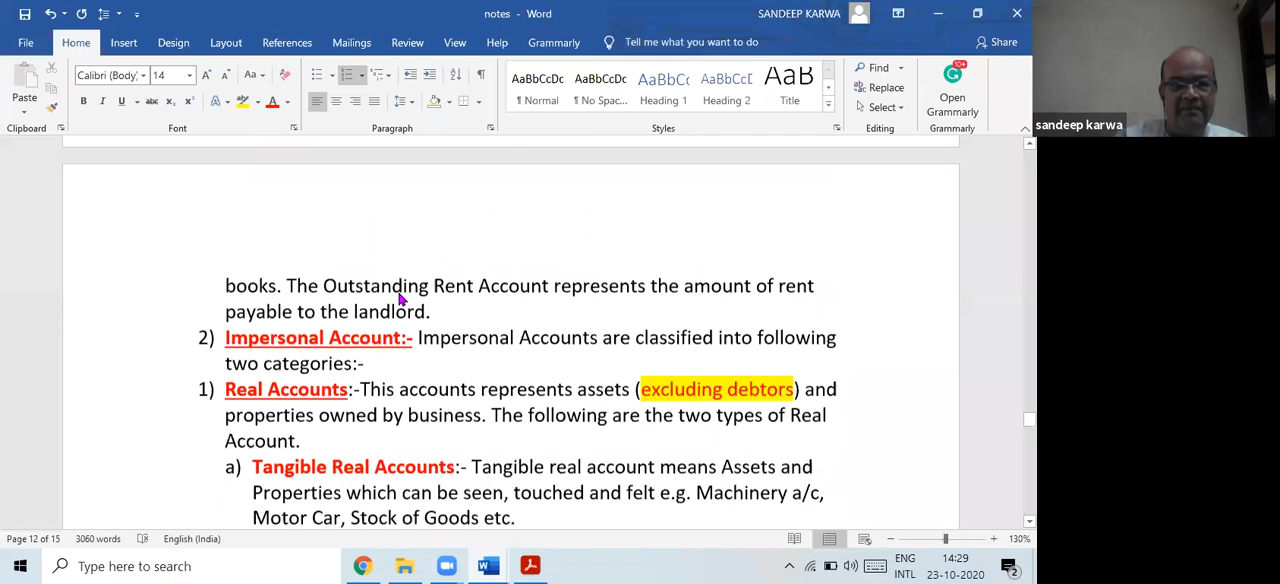 notes - Word
SANDEEP KARWA
File Home Insert Design Layout References Mailings Review View Help Grammarly Tell me what you want to do Share
Paste
Calibri (Body) 14
Clipboard Font Paragraph Styles Editing Grammarly
AaBbCcDc AaBbCcDc AaBbCc AaBbCcD AaB
¶ Normal ¶ No Spac... Heading 1 Heading 2 Title
Find
Replace
Select
10+
Open
Grammarly
sandeep karwa
books. The Outstanding Rent Account represents the amount of rent
payable to the landlord.
2) Impersonal Account:- Impersonal Accounts are classified into following
two categories:-
1) Real Accounts:-This accounts represents assets (excluding debtors) and
properties owned by business. The following are the two types of Real
Account.
a) Tangible Real Accounts:- Tangible real account means Assets and
Properties which can be seen, touched and felt e.g. Machinery a/c,
Motor Car, Stock of Goods etc.
Page 12 of 15 3060 words English (India) 130%
Type here to search
ENG
INTL
14:29
23-10-2020
2